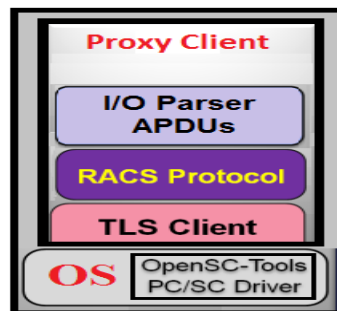 Proxy Client
I/O Parser
APDUs
RACS Protocol
TLS Client
OS
OpenSC-Tools
PC/SC Driver